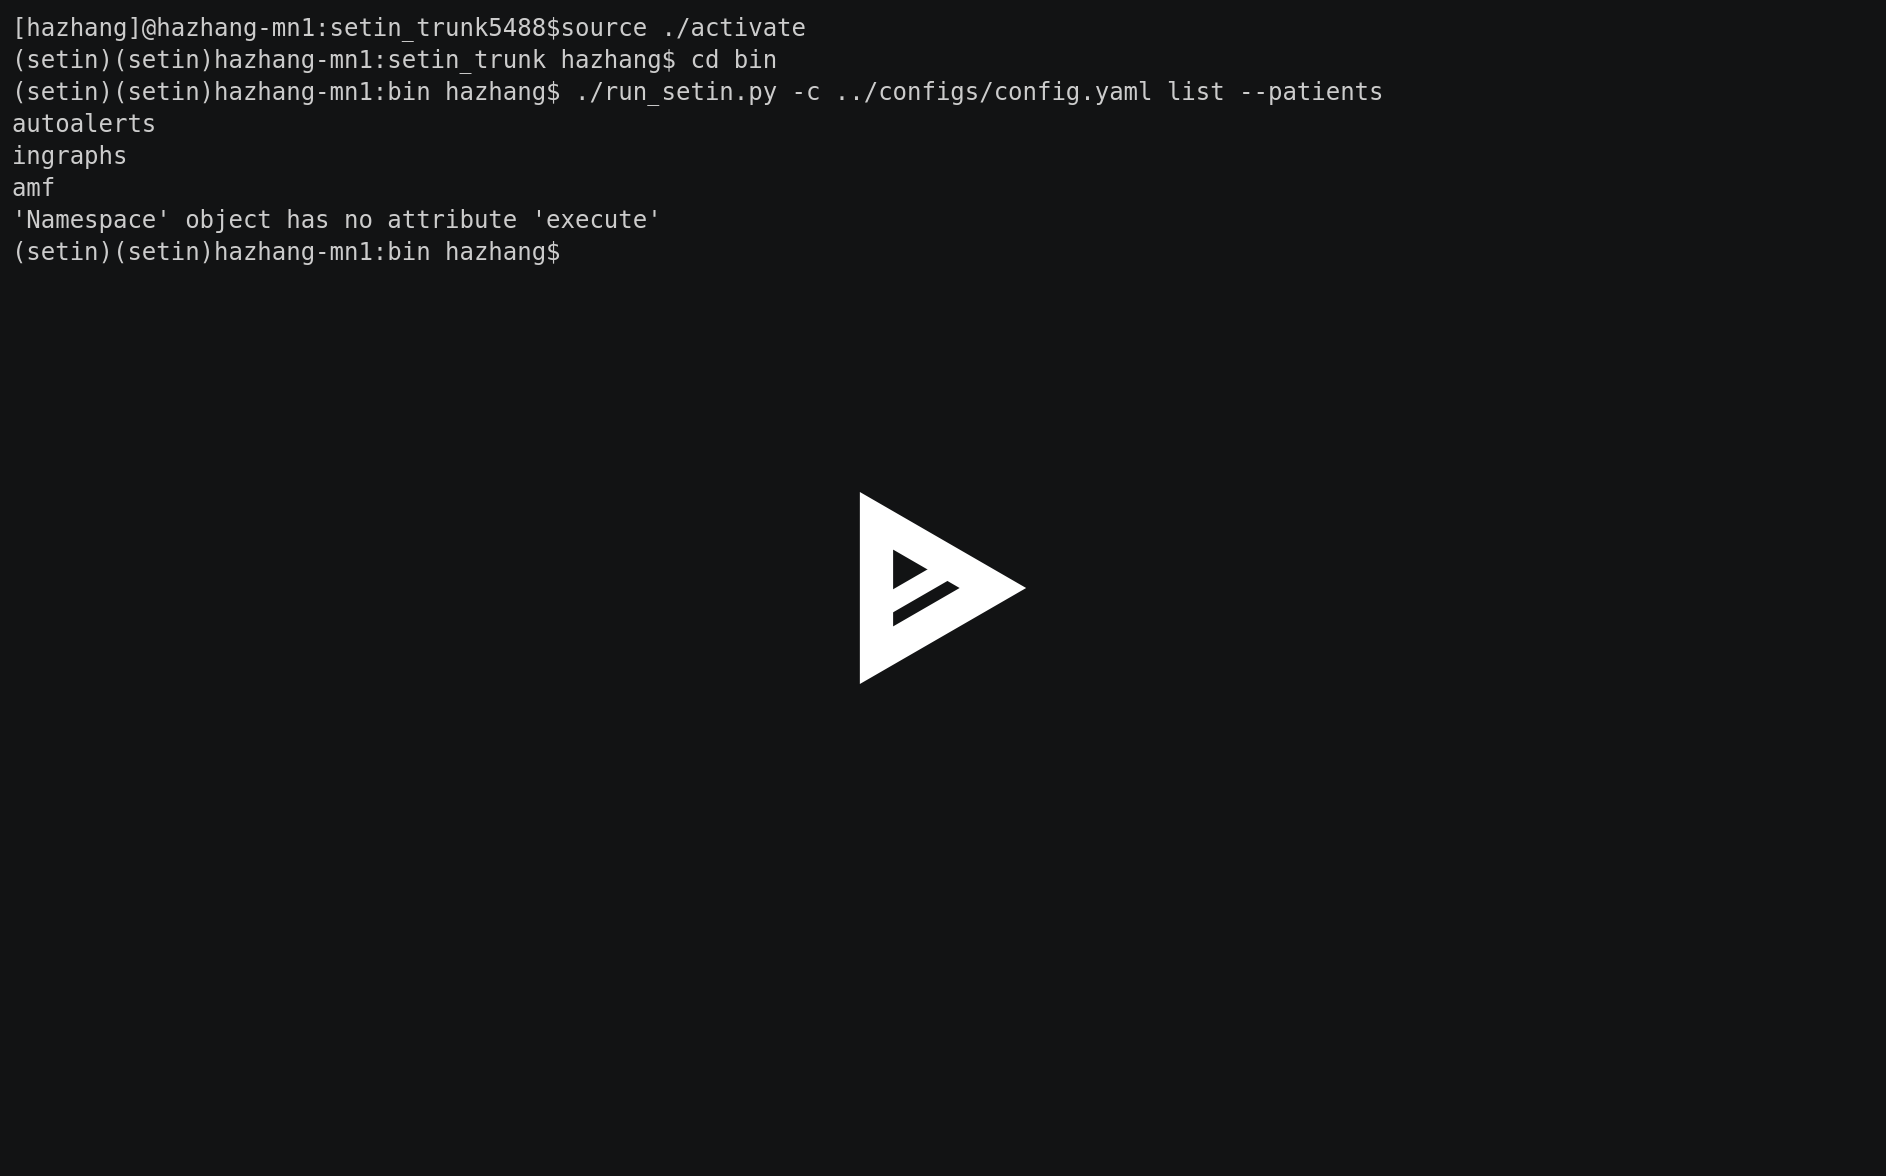 [hazhang]@hazhang-mn1:setin_trunk5488$source ./activate
(setin)(setin)hazhang-mn1:setin_trunk hazhang$ cd bin
(setin)(setin)hazhang-mn1:bin hazhang$ ./run_setin.py -c ../configs/config.yaml list --patients
autoalerts
ingraphs
amf
'Namespace' object has no attribute 'execute'
(setin)(setin)hazhang-mn1:bin hazhang$